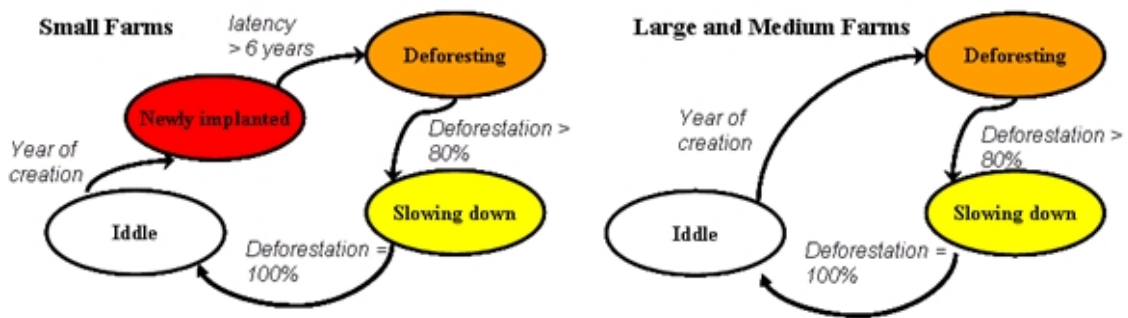 Small Farms
latency
> 6 years
Deforesting
Newly implanted
Deforestation >
80%
Year of
creation
Slowing down
Iddle
Deforestation =
100%
Large and Medium Farms
Deforesting
Year of
creation
Deforestation >
80%
Slowing down
Iddle
Deforestation =
100%